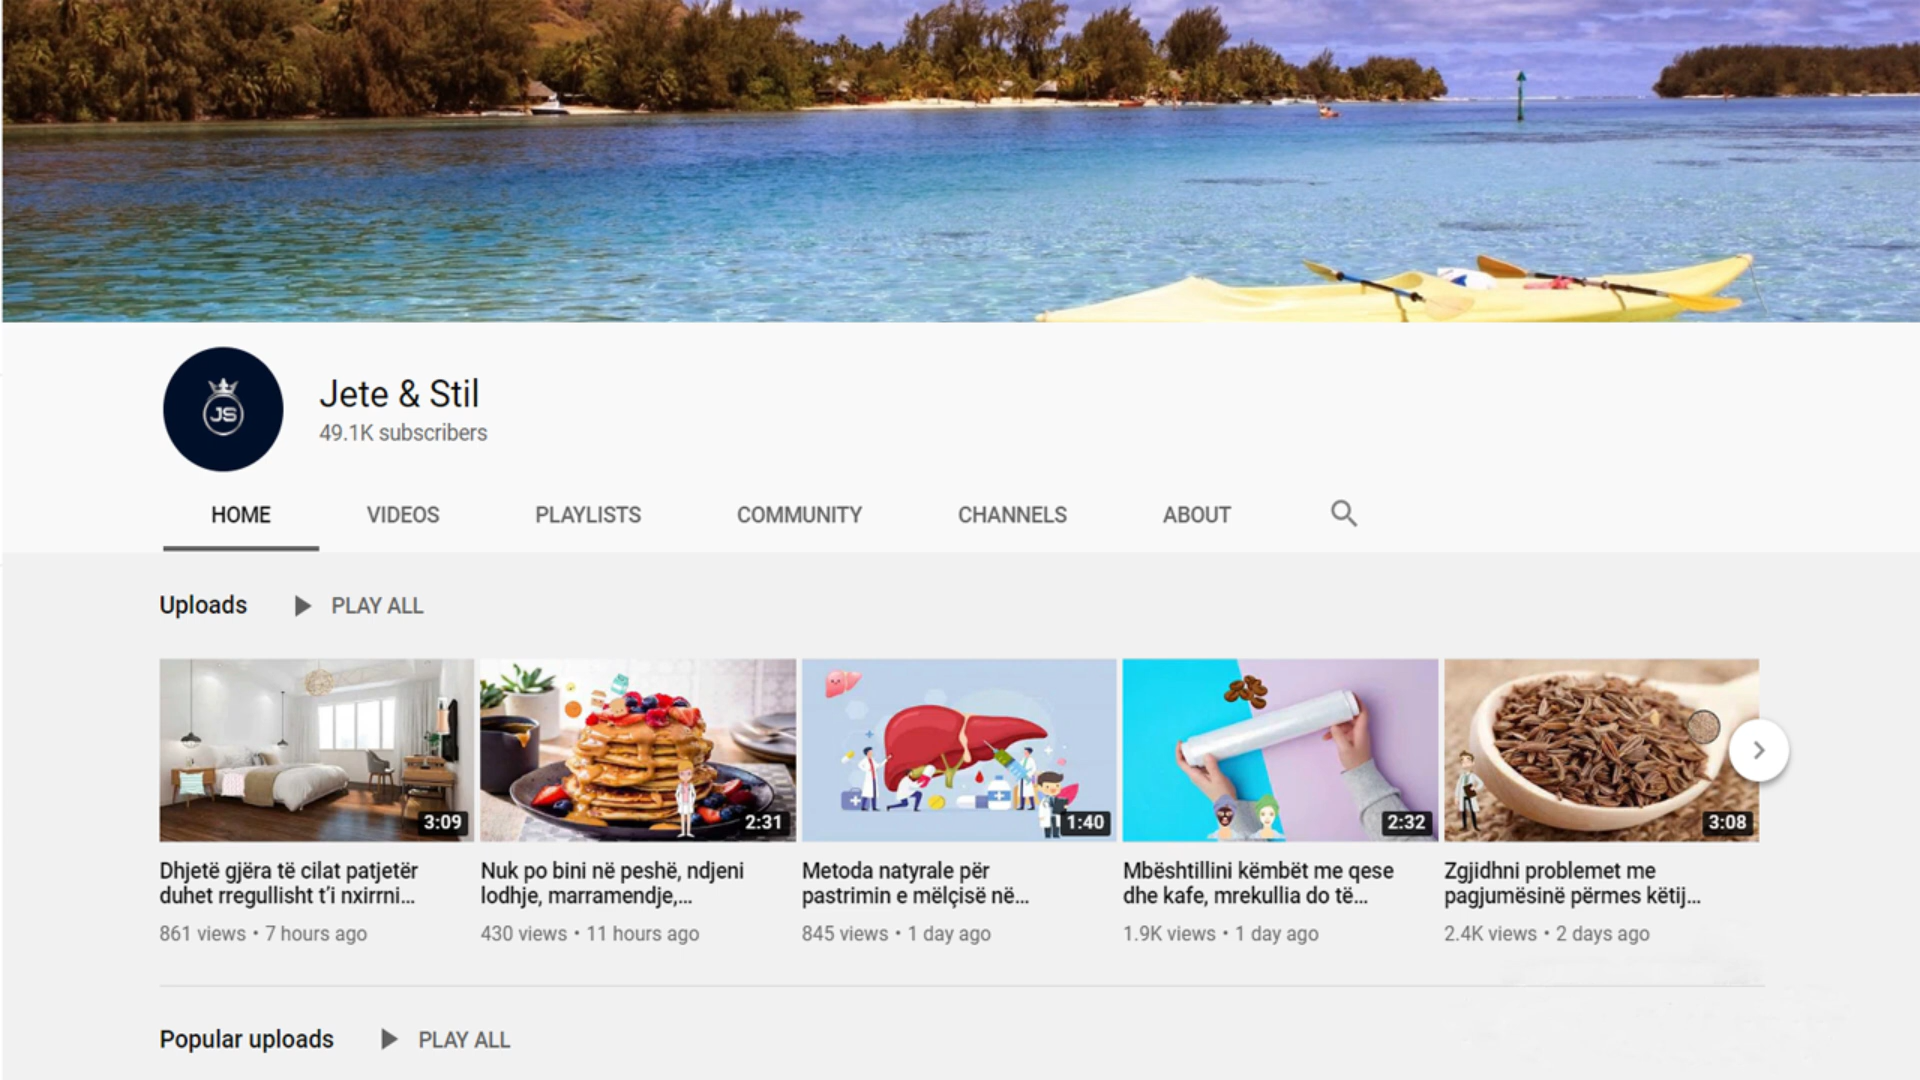 JS
Jete & Stil
49.1K subscribers
HOME VIDEOS PLAYLISTS COMMUNITY CHANNELS ABOUT
Uploads PLAY ALL
3:09
2:31
1:40
2:32
3:08
Dhjetë gjëra të cilat patjetër
duhet rregullisht t’i nxirrni...
861 views • 7 hours ago
Nuk po bini në peshë, ndjeni
lodhje, marramendje,...
430 views • 11 hours ago
Metoda natyrale për
pastrimin e mëlçisë në...
845 views • 1 day ago
Mbështillini këmbët me qese
dhe kafe, mrekullia do të...
1.9K views • 1 day ago
Zgjidhni problemet me
pagjumësinë përmes këtij...
2.4K views • 2 days ago
Popular uploads PLAY ALL